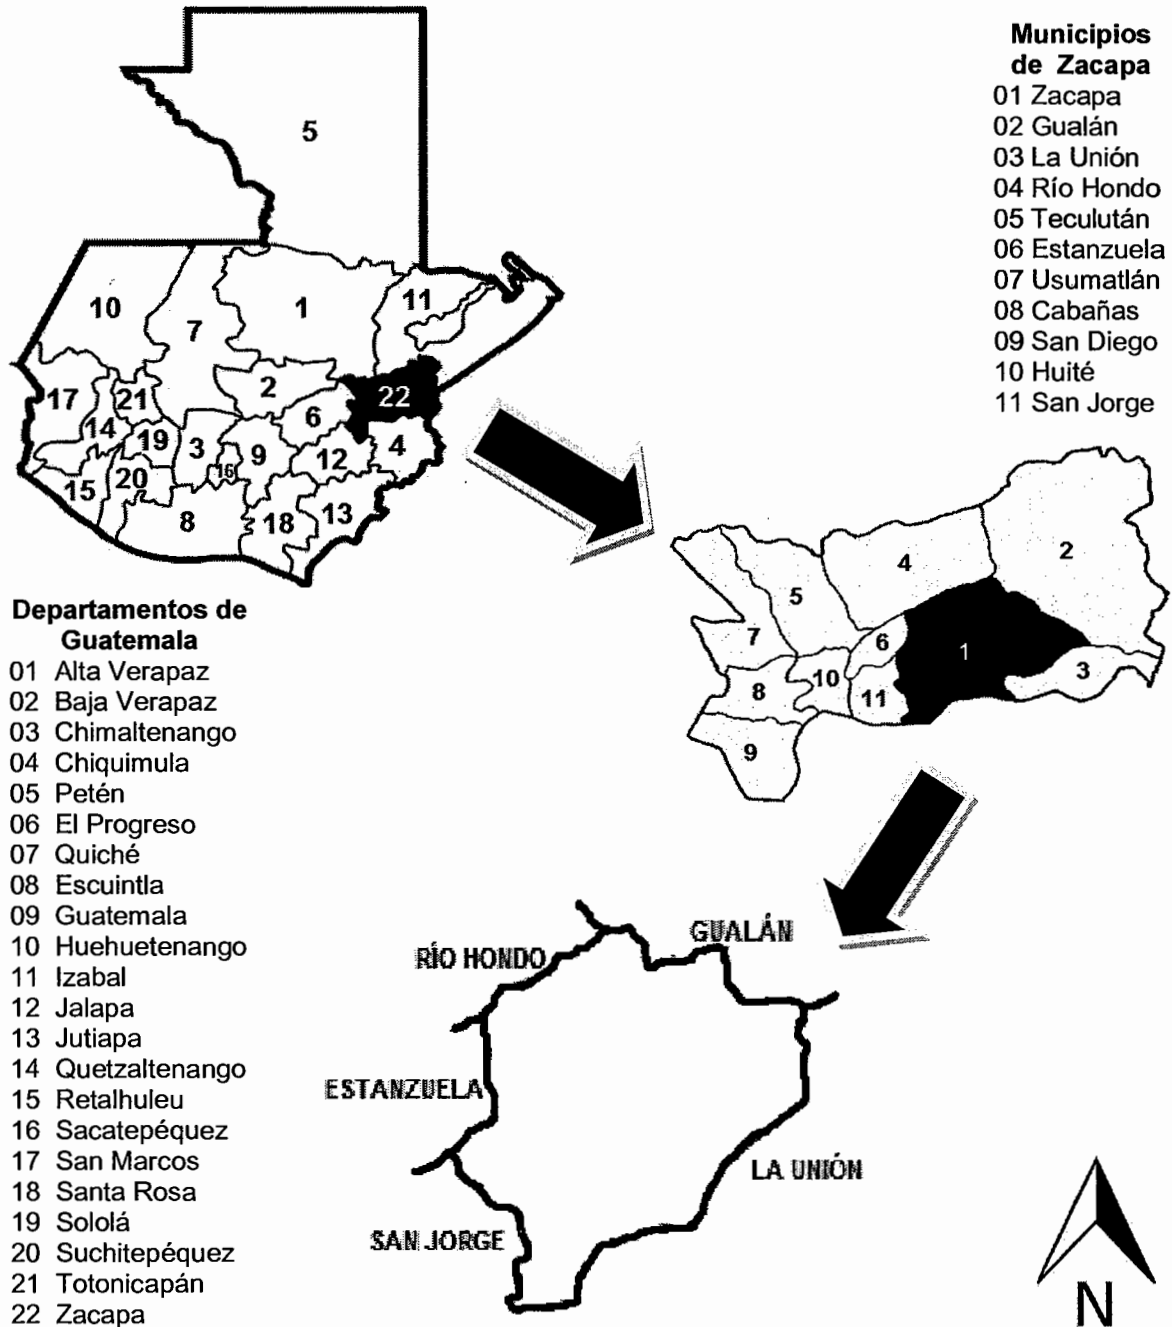 Municipios
de Zacapa
01 Zacapa
02 Gualán
03 La Unión
04 Río Hondo
05 Teculután
06 Estanzuela
07 Usumatlán
08 Cabañas
09 San Diego
10 Huité
11 San Jorge
5
10
7
1
11
2
22
17
21
6
14
19
3
9
12
4
16
15
20
8
18
13
2
4
5
7
6
1
3
10
8
11
9
Departamentos de
Guatemala
01 Alta Verapaz
02 Baja Verapaz
03 Chimaltenango
04 Chiquimula
05 Petén
06 El Progreso
07 Quiché
08 Escuintla
09 Guatemala
10 Huehuetenango
11 Izabal
12 Jalapa
13 Jutiapa
14 Quetzaltenango
15 Retalhuleu
16 Sacatepéquez
17 San Marcos
18 Santa Rosa
19 Sololá
20 Suchitepéquez
21 Totonicapán
22 Zacapa
GUALÁN
RÍO HONDO
ESTANZUELA
LA UNIÓN
SAN JORGE
N